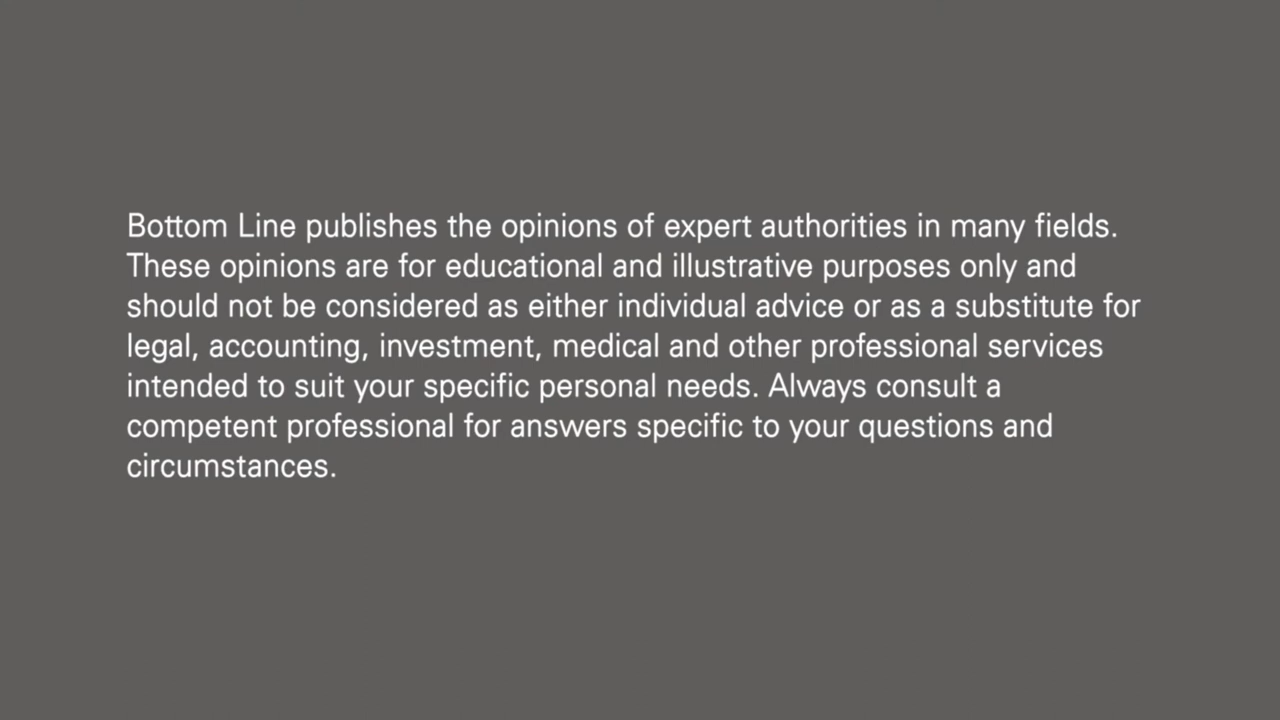 Bottom Line publishes the opinions of expert authorities in many fields.
These opinions are for educational and illustrative purposes only and
should not be considered as either individual advice or as a substitute for
legal, accounting, investment, medical and other professional services
intended to suit your specific personal needs. Always consult a
competent professional for answers specific to your questions and
circumstances.